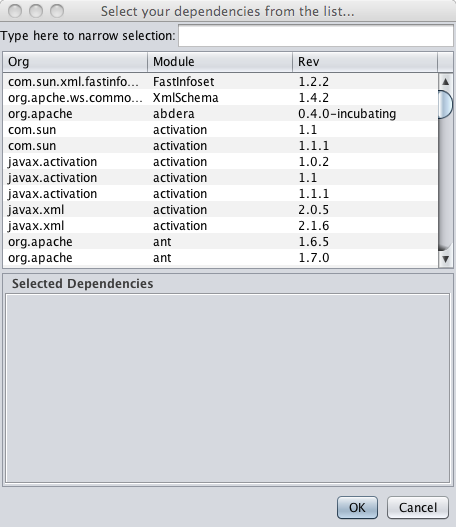 Select your dependencies from the list...
Type here to narrow selection:
Org Module Rev
com.sun.xml.fastinfo... FastInfoset 1.2.2
org.apche.ws.commo... XmlSchema 1.4.2
org.apache abdera 0.4.0-incubating
com.sun activation 1.1
com.sun activation 1.1.1
javax.activation activation 1.0.2
javax.activation activation 1.1
javax.activation activation 1.1.1
javax.xml activation 2.0.5
javax.xml activation 2.1.6
org.apache ant 1.6.5
org.apache ant 1.7.0
Selected Dependencies
OK Cancel